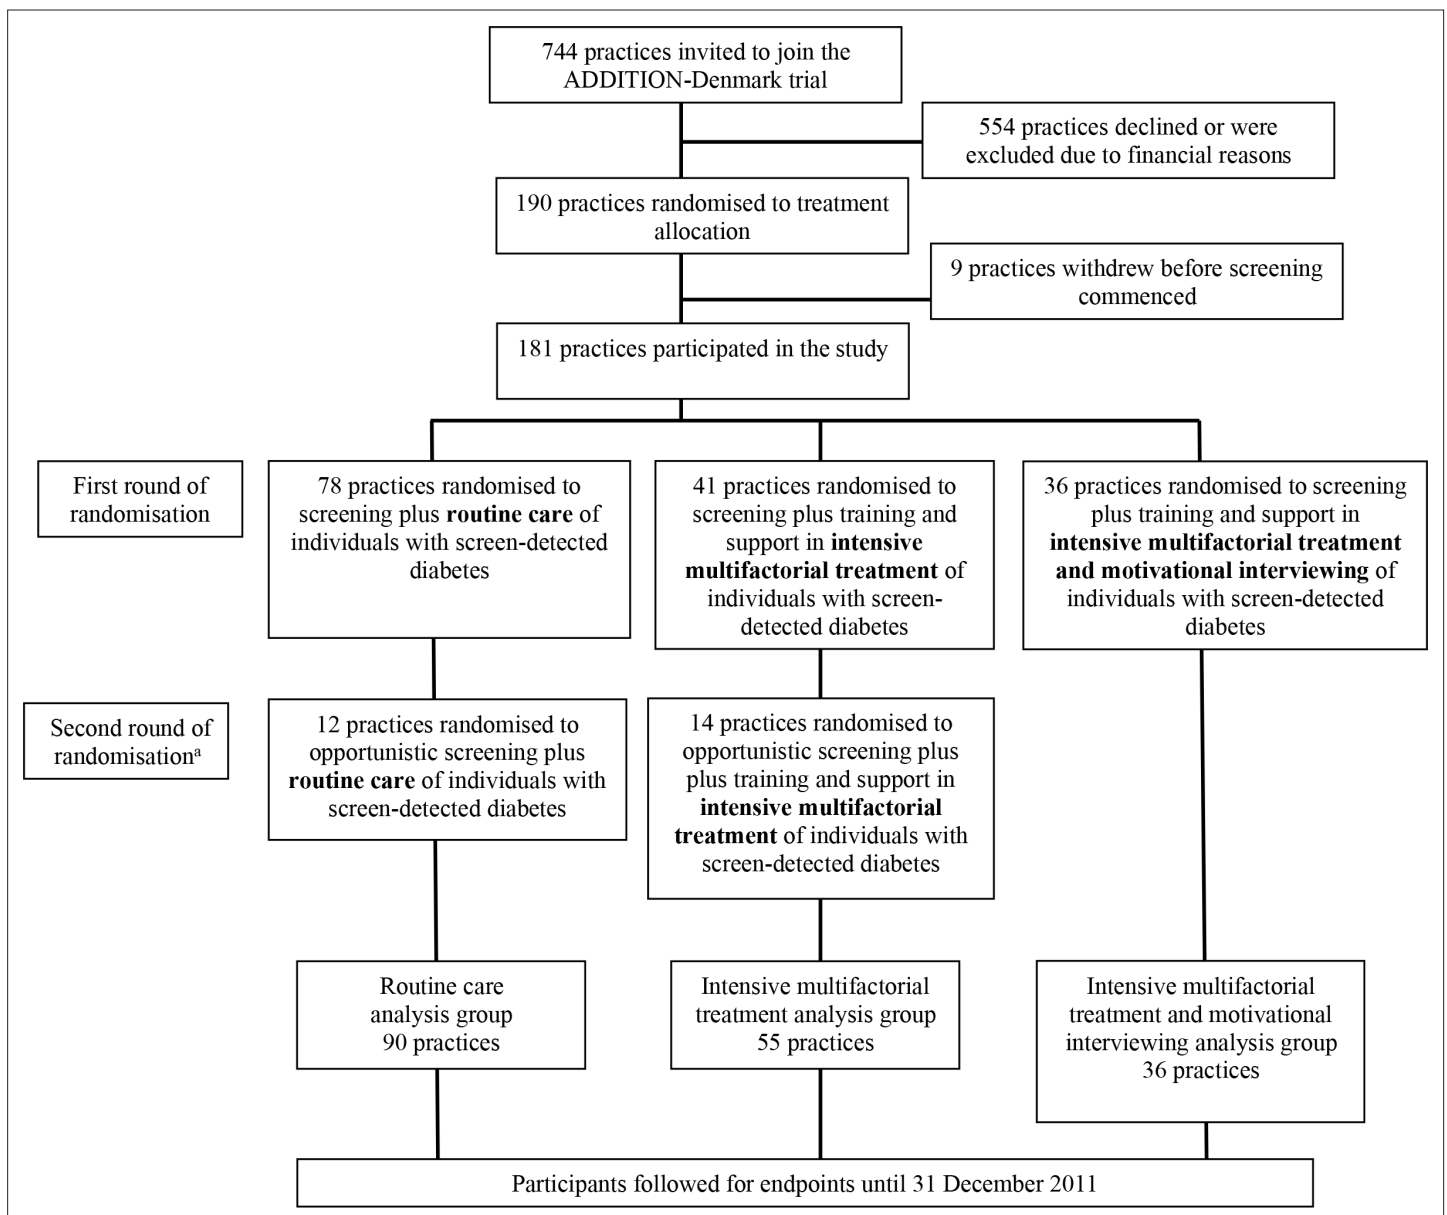 744 practices invited to join the
ADDITION-Denmark trial
554 practices declined or were
excluded due to financial reasons
190 practices randomised to treatment
allocation
9 practices withdrew before screening
commenced
181 practices participated in the study
First round of
randomisation
78 practices randomised to
screening plus routine care of
individuals with screen-detected
diabetes
41 practices randomised to
screening plus training and
support in intensive
multifactorial treatment of
individuals with screen-
detected diabetes
36 practices randomised to screening
plus training and support in
intensive multifactorial treatment
and motivational interviewing of
individuals with screen-detected
diabetes
Second round of
randomisationᵃ
12 practices randomised to
opportunistic screening plus
routine care of individuals with
screen-detected diabetes
14 practices randomised to
opportunistic screening plus
plus training and support in
intensive multifactorial
treatment of individuals with
screen-detected diabetes
Routine care
analysis group
90 practices
Intensive multifactorial
treatment analysis group
55 practices
Intensive multifactorial
treatment and motivational
interviewing analysis group
36 practices
Participants followed for endpoints until 31 December 2011